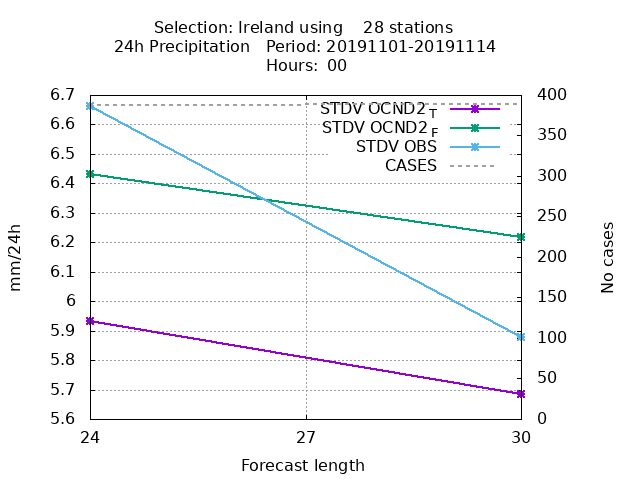 Selection: Ireland using    28 stations
24h Precipitation   Period: 20191101-20191114
Hours:  00
6.7
6.6
6.5
6.4
6.3
6.2
6.1
6
5.9
5.8
5.7
5.6
mm/24h
STDV OCND2 T
STDV OCND2 F
STDV OBS
CASES
400
350
300
250
200
150
100
50
0
No cases
24
27
30
Forecast length